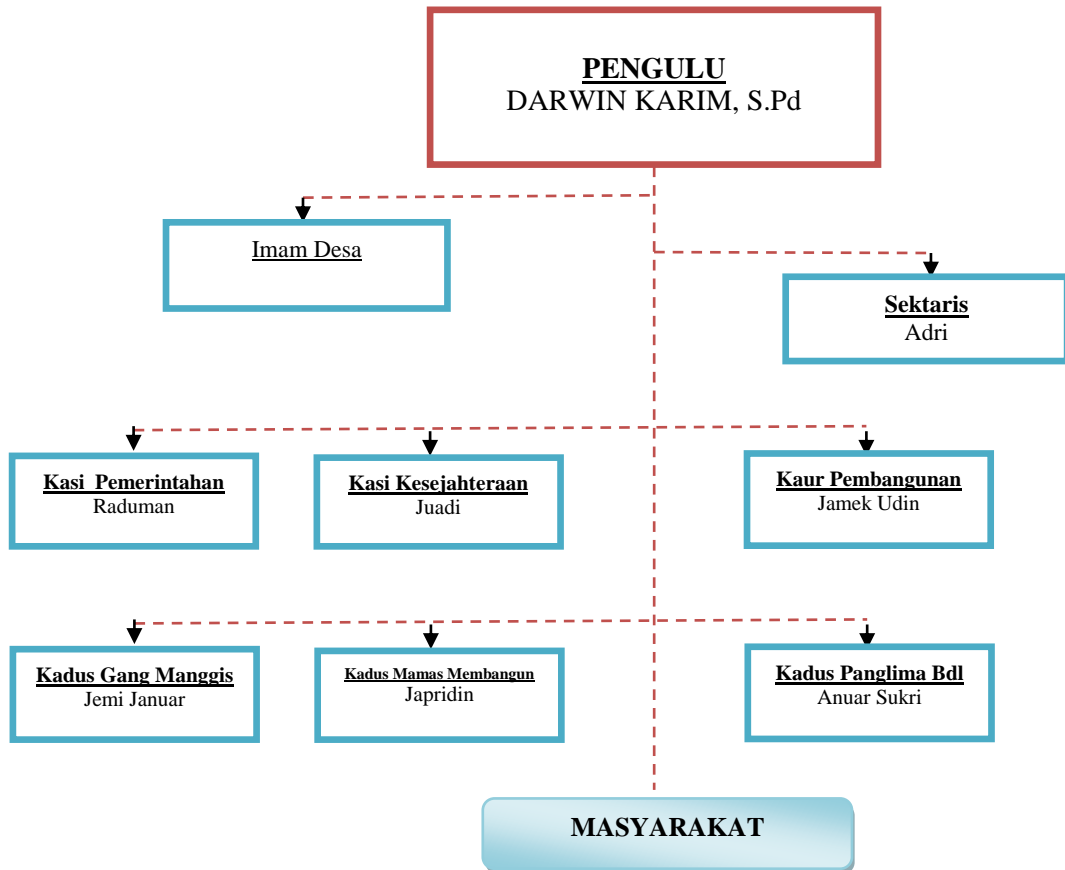 PENGULU
DARWIN KARIM, S.Pd
Imam Desa
Sektaris
Adri
Kasi Pemerintahan
Raduman
Kasi Kesejahteraan
Juadi
Kaur Pembangunan
Jamek Udin
Kadus Gang Manggis
Jemi Januar
Kadus Mamas Membangun
Japridin
Kadus Panglima Bdl
Anuar Sukri
MASYARAKAT